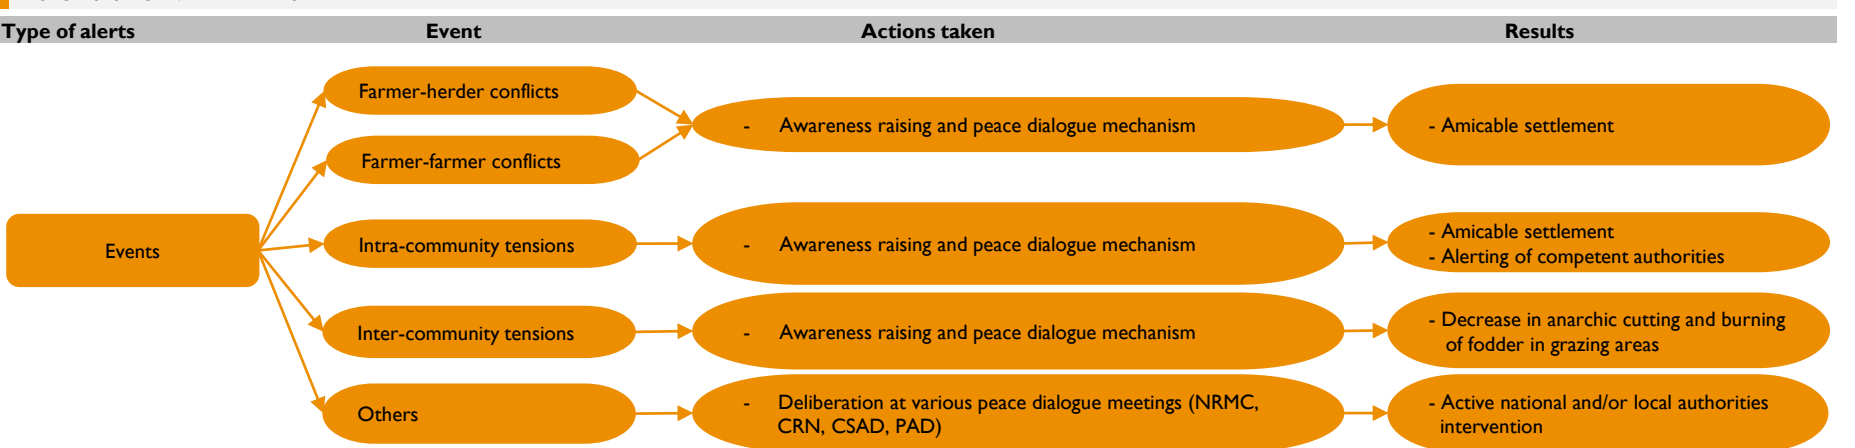 Type of alerts
Event
Actions taken
Results
Farmer-herder conflicts
Farmer-farmer conflicts
- Awareness raising and peace dialogue mechanism
- Amicable settlement
Events
Intra-community tensions
- Awareness raising and peace dialogue mechanism
- Amicable settlement
- Alerting of competent authorities
Inter-community tensions
- Awareness raising and peace dialogue mechanism
- Decrease in anarchic cutting and burning
of fodder in grazing areas
Others
- Deliberation at various peace dialogue meetings (NRMC,
CRN, CSAD, PAD)
- Active national and/or local authorities
intervention